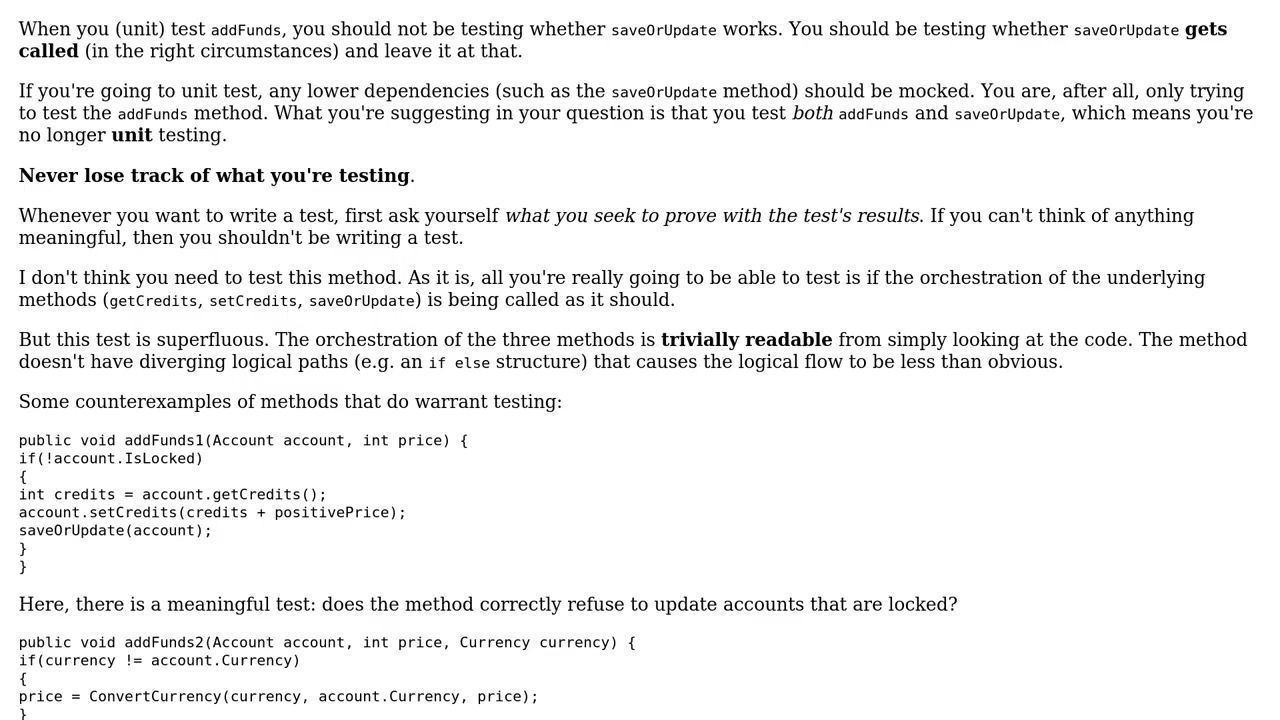 When you (unit) test addFunds, you should not be testing whether saveOrUpdate works. You should be testing whether saveOrUpdate gets
called (in the right circumstances) and leave it at that.
If you're going to unit test, any lower dependencies (such as the saveOrUpdate method) should be mocked. You are, after all, only trying
to test the addFunds method. What you're suggesting in your question is that you test both addFunds and saveOrUpdate, which means you're
no longer unit testing.
Never lose track of what you're testing.
Whenever you want to write a test, first ask yourself what you seek to prove with the test's results. If you can't think of anything
meaningful, then you shouldn't be writing a test.
I don't think you need to test this method. As it is, all you're really going to be able to test is if the orchestration of the underlying
methods (getCredits, setCredits, saveOrUpdate) is being called as it should.
But this test is superfluous. The orchestration of the three methods is trivially readable from simply looking at the code. The method
doesn't have diverging logical paths (e.g. an if else structure) that causes the logical flow to be less than obvious.
Some counterexamples of methods that do warrant testing:
public void addFunds1(Account account, int price) {
if(!account.IsLocked)
{
int credits = account.getCredits();
account.setCredits(credits + positivePrice);
saveOrUpdate(account);
}
}
Here, there is a meaningful test: does the method correctly refuse to update accounts that are locked?
public void addFunds2(Account account, int price, Currency currency) {
if(currency != account.Currency)
{
price = ConvertCurrency(currency, account.Currency, price);
}